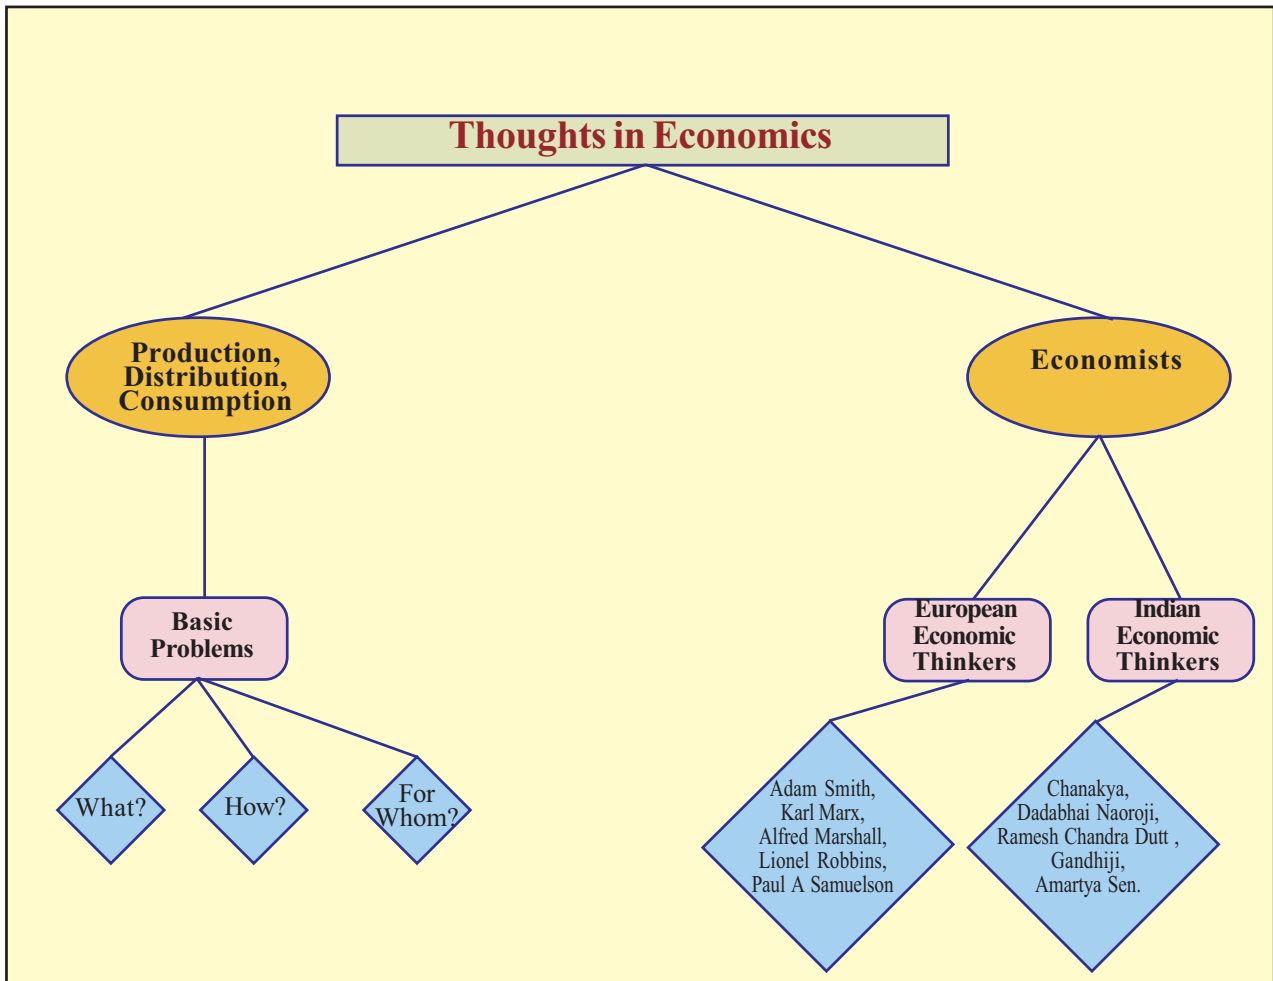 Thoughts in Economics
Production,
Distribution,
Consumption
Economists
Basic
Problems
European
Economic
Thinkers
Indian
Economic
Thinkers
What?
How?
For
Whom?
Adam Smith,
Karl Marx,
Alfred Marshall,
Lionel Robbins,
Paul A Samuelson
Chanakya,
Dadabhai Naoroji,
Ramesh Chandra Dutt ,
Gandhiji,
Amartya Sen.